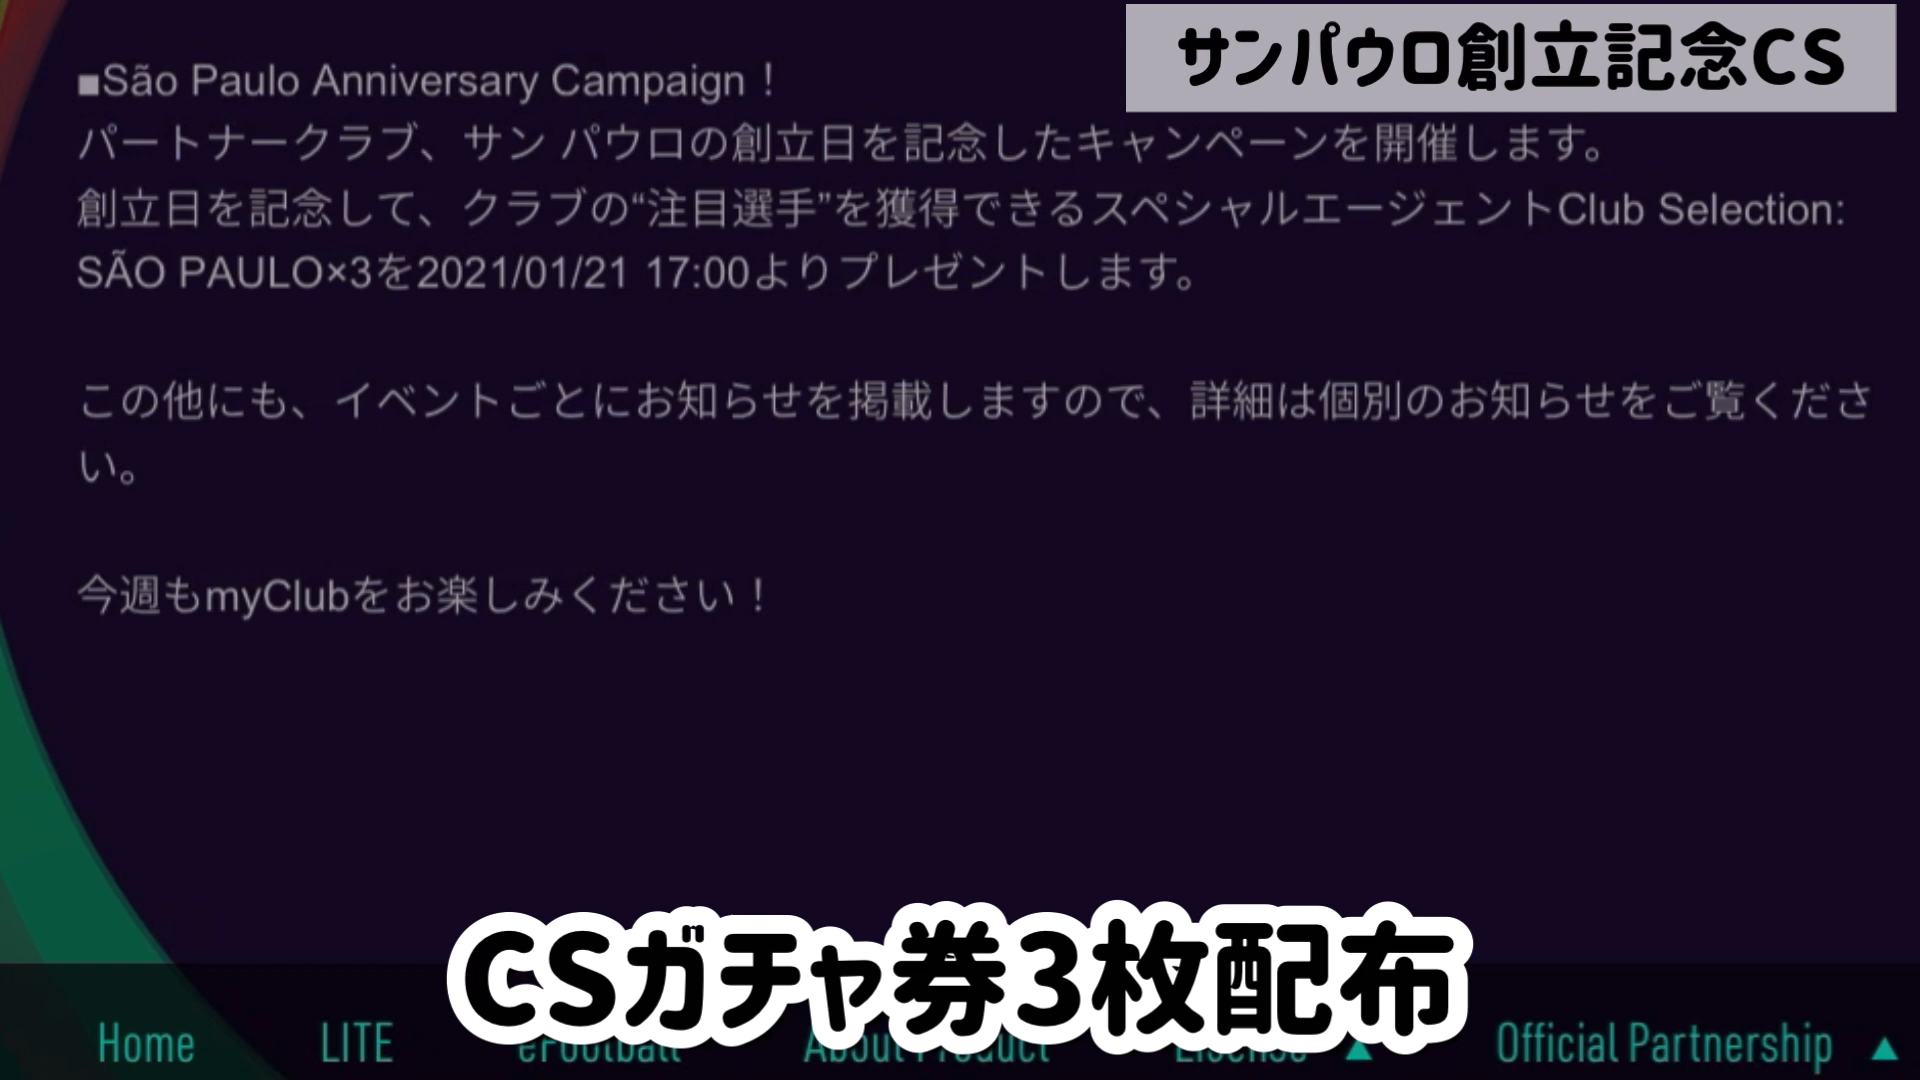 サンパウロ創立記念CS
■São Paulo Anniversary Campaign！
パートナークラブ、サン パウロの創立日を記念したキャンペーンを開催します。
創立日を記念して、クラブの“注目選手”を獲得できるスペシャルエージェントClub Selection:
SÃO PAULO×3を2021/01/21 17:00よりプレゼントします。
この他にも、イベントごとにお知らせを掲載しますので、詳細は個別のお知らせをご覧くださ
い。
今週もmyClubをお楽しみください！
CSガチャ券3枚配布
Home LITE eFootball About Product License ▲ Official Partnership ▲